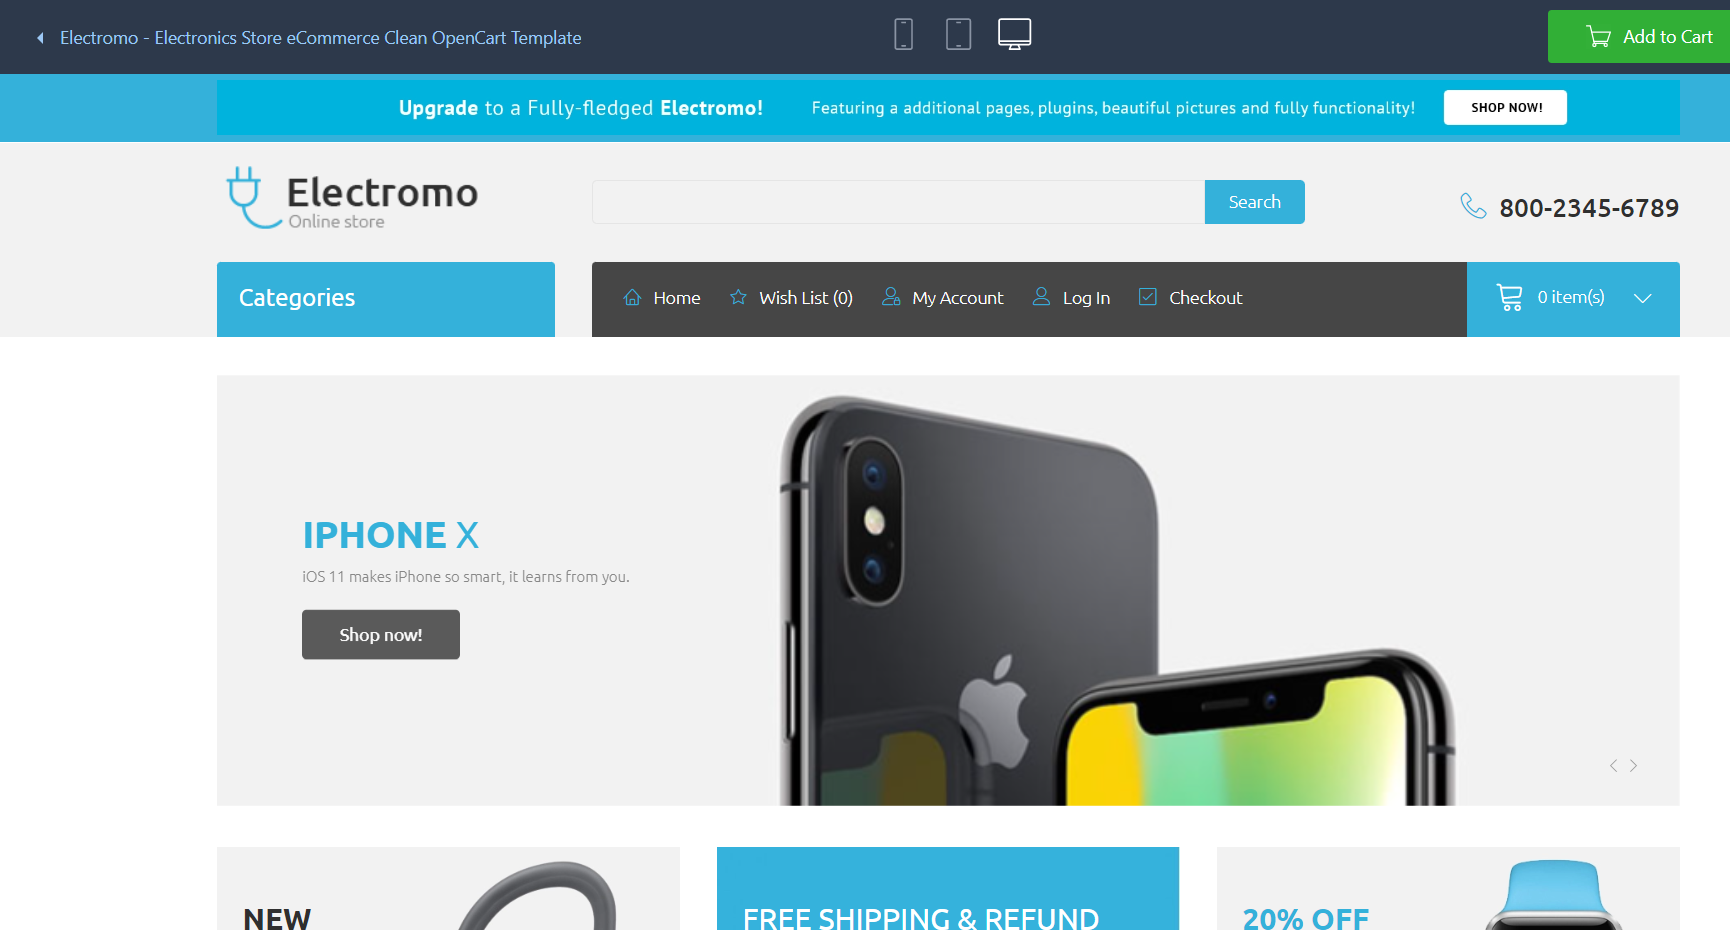 Electromo - Electronics Store eCommerce Clean OpenCart Template
Add to Cart
Upgrade to a Fully-fledged Electromo! Featuring a additional pages, plugins, beautiful pictures and fully functionality! SHOP NOW!
Electromo
Online store
Search
800-2345-6789
Categories
Home Wish List (0) My Account Log In Checkout
0 item(s)
IPHONE X
iOS 11 makes iPhone so smart, it learns from you.
Shop now!
NEW
FREE SHIPPING & REFUND
20% OFF